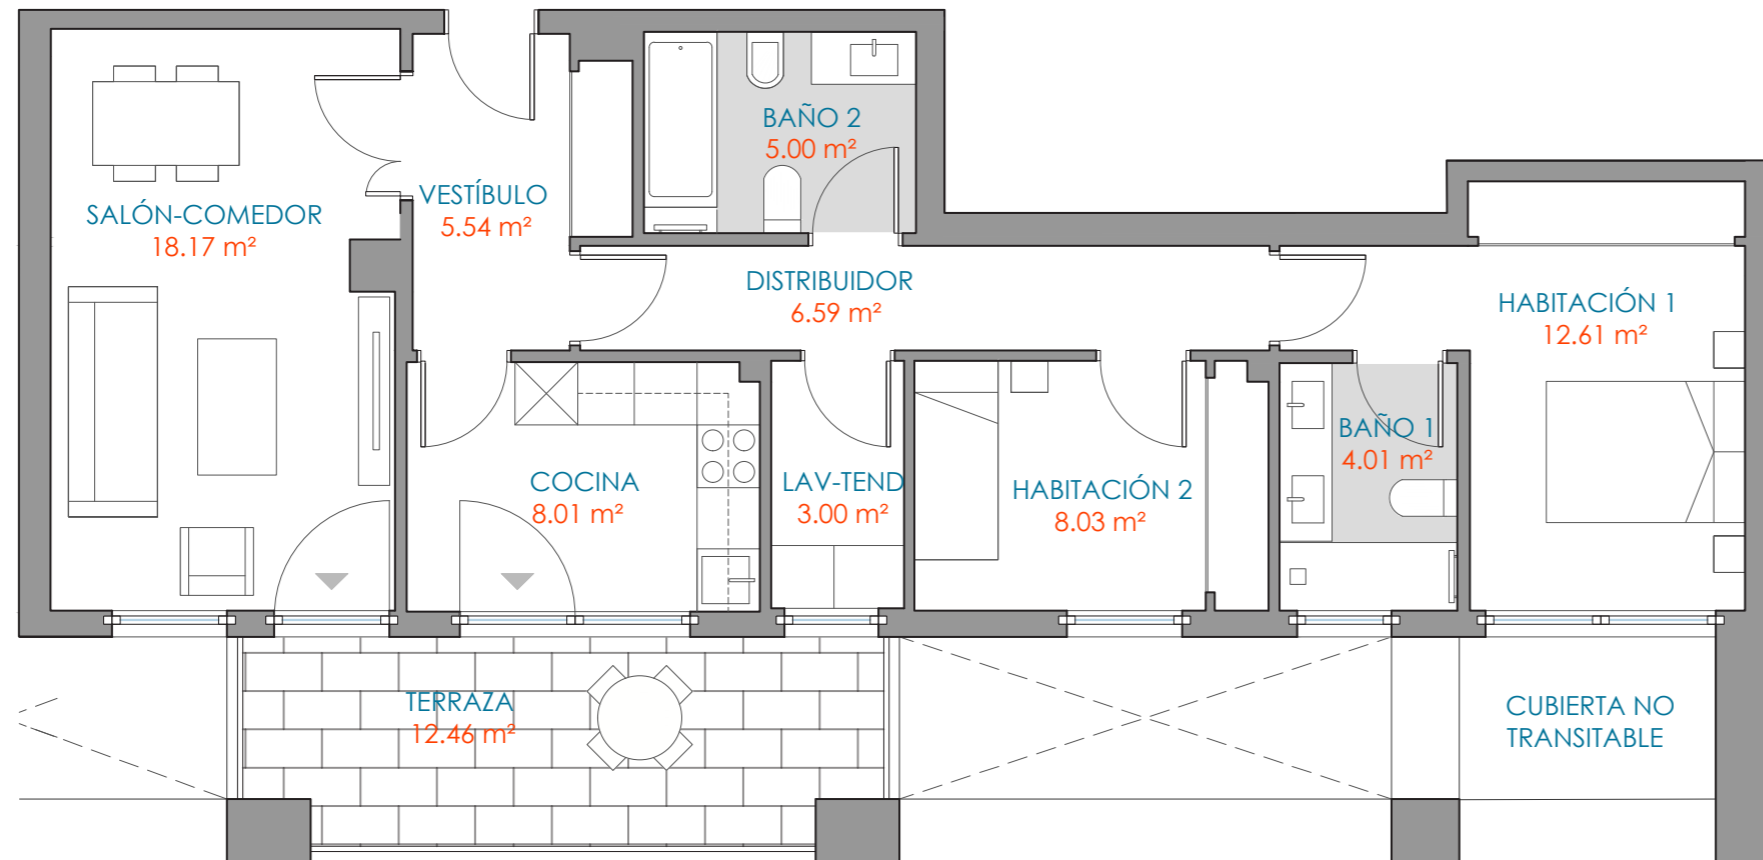 BAÑO 2
5.00 m²
VESTÍBULO
5.54 m²
SALÓN-COMEDOR
18.17 m²
DISTRIBUIDOR
6.59 m²
HABITACIÓN 1
12.61 m²
BAÑO 1
4.01 m²
COCINA
8.01 m²
LAV-TEND
3.00 m²
HABITACIÓN 2
8.03 m²
TERRAZA
12.46 m²
CUBIERTA NO
TRANSITABLE